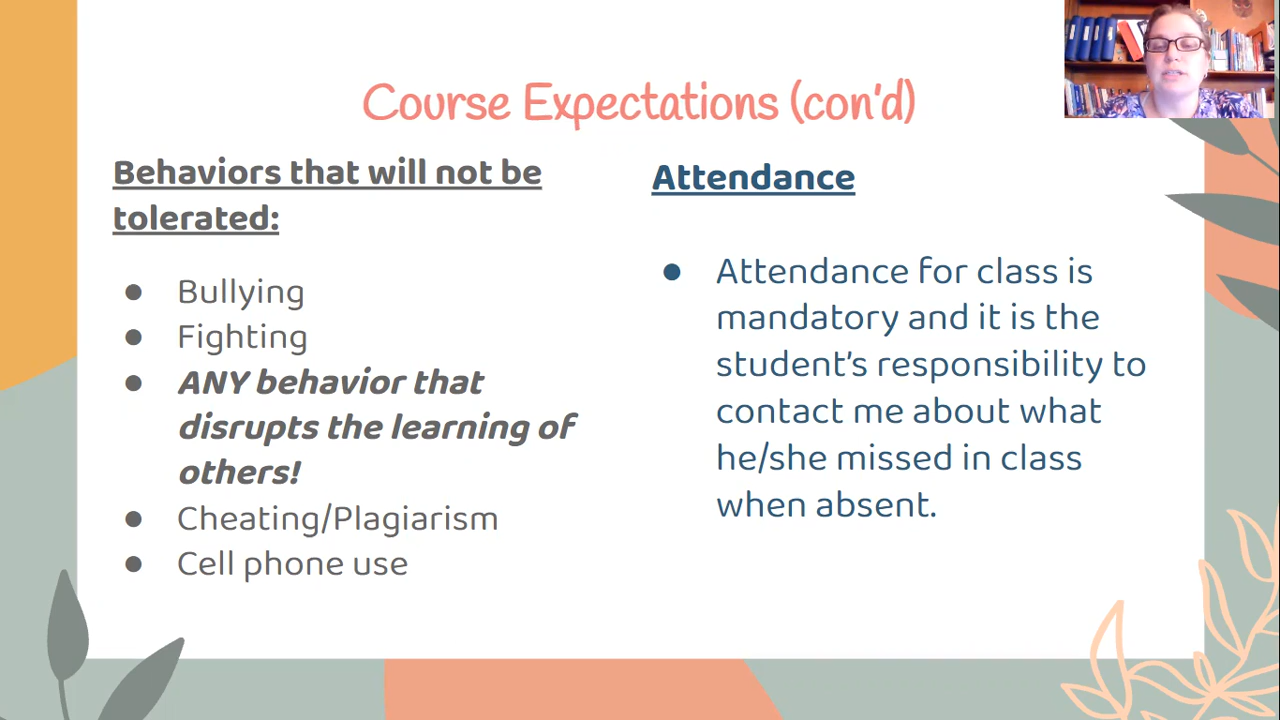 Course Expectations (con'd)
Behaviors that will not be
tolerated:
● Bullying
● Fighting
● ANY behavior that
disrupts the learning of
others!
● Cheating/Plagiarism
● Cell phone use
Attendance
● Attendance for class is
mandatory and it is the
student's responsibility to
contact me about what
he/she missed in class
when absent.